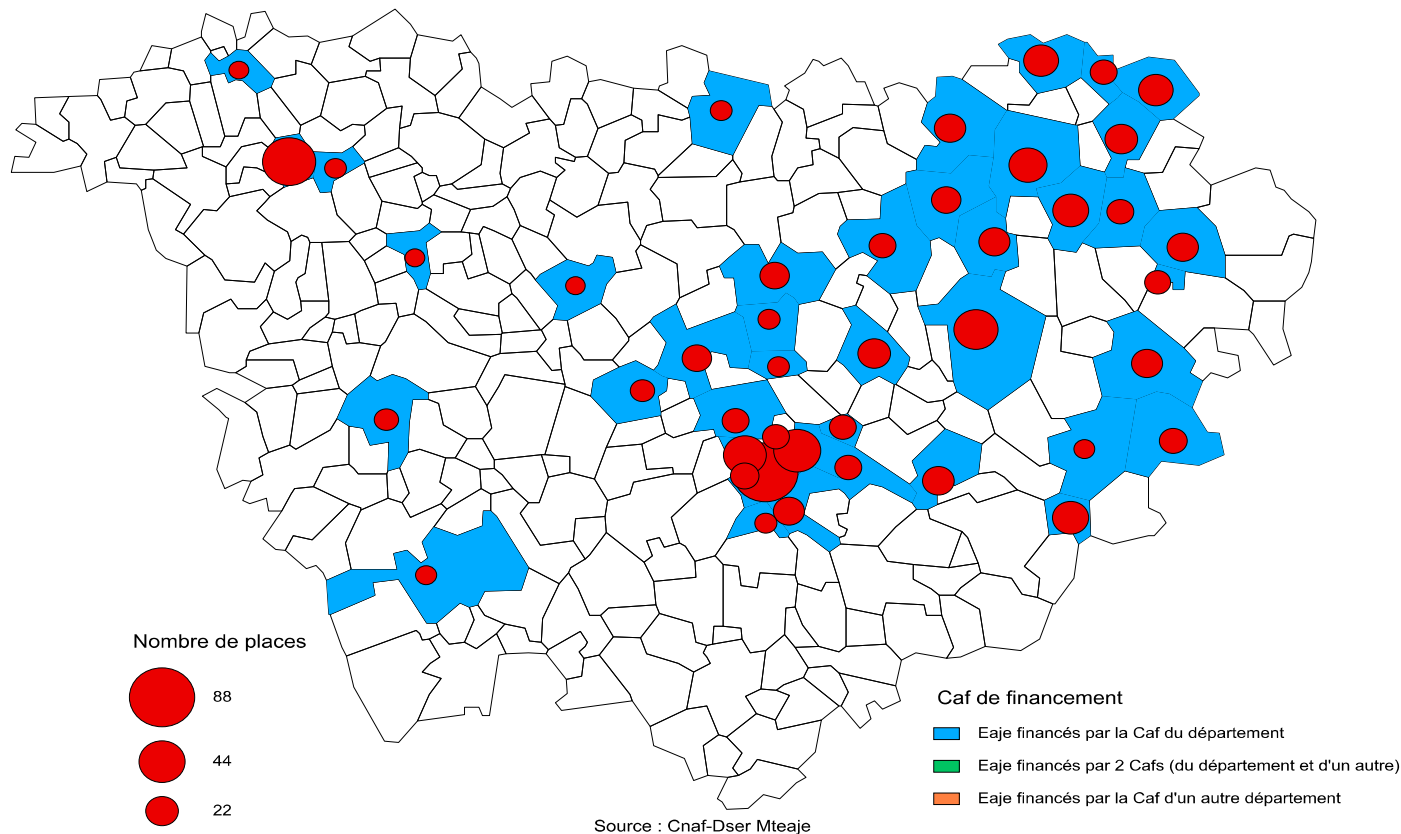 Nombre de places
88
44
22
Caf de financement
Eaje financés par la Caf du département
Eaje financés par 2 Cafs (du département et d'un autre)
Eaje financés par la Caf d'un autre département
Source : Cnaf-Dser Mteaje